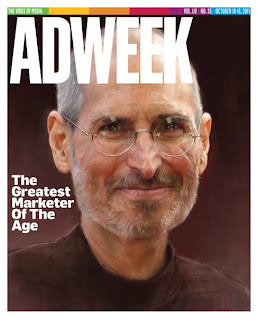 THE VOICE OF MEDIA
VOL. LII NO. 35 OCTOBER 10-16, 2011
ADWEEK
The
Greatest
Marketer
Of The
Age